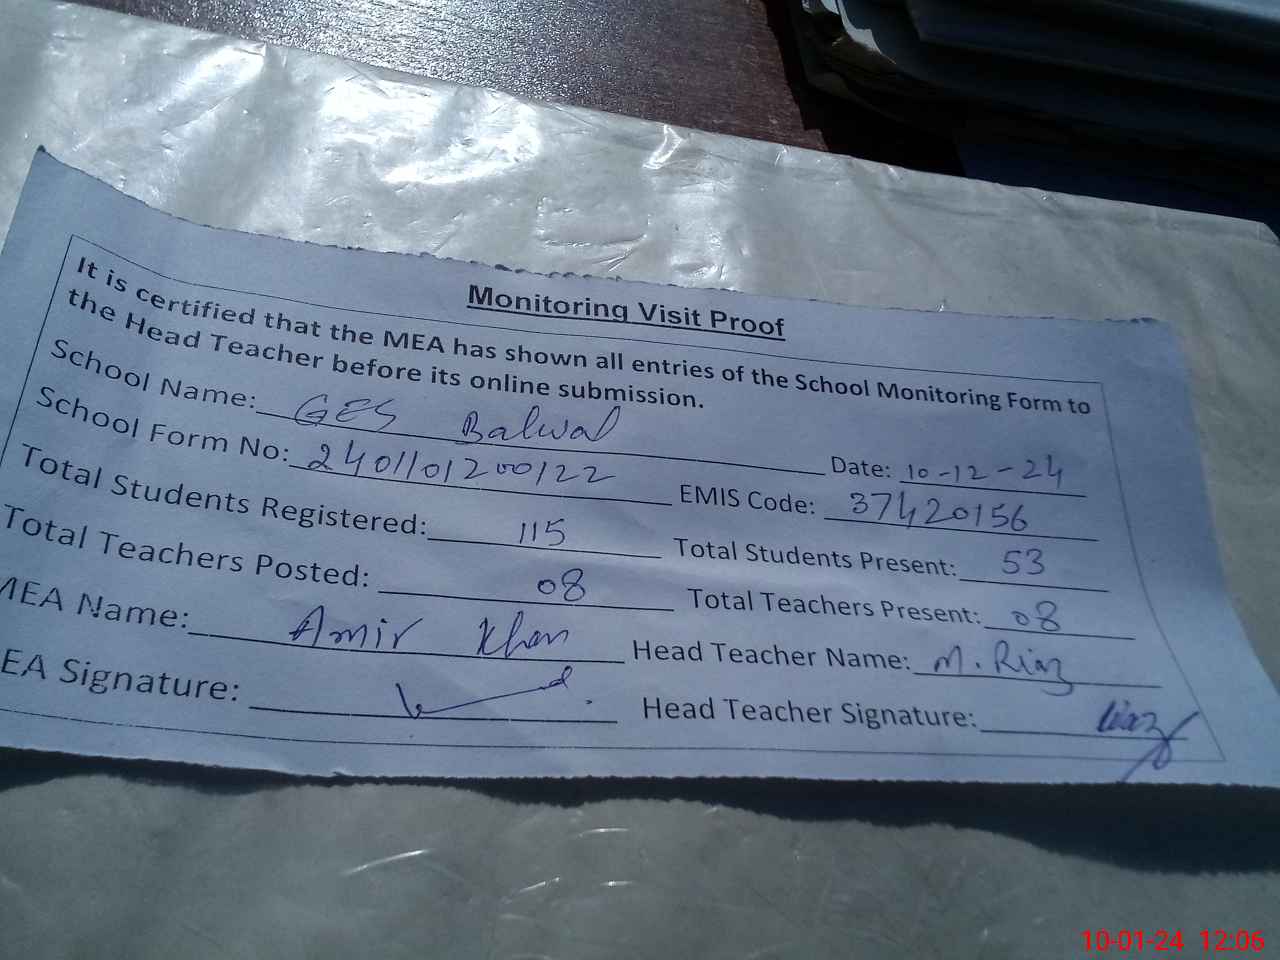 Monitoring Visit Proof
It is certified that the MEA has shown all entries of the School Monitoring Form to
the Head Teacher before its online submission.
School Name: GES Balwal Date: 10-12-24
School Form No: 2401101200122 EMIS Code: 37420156
Total Students Registered: 115 Total Students Present: 53
Total Teachers Posted: 08 Total Teachers Present: 08
MEA Name: Amir Khan Head Teacher Name: M. Riaz
EA Signature: Head Teacher Signature: Riaz
10-01-24 12:06